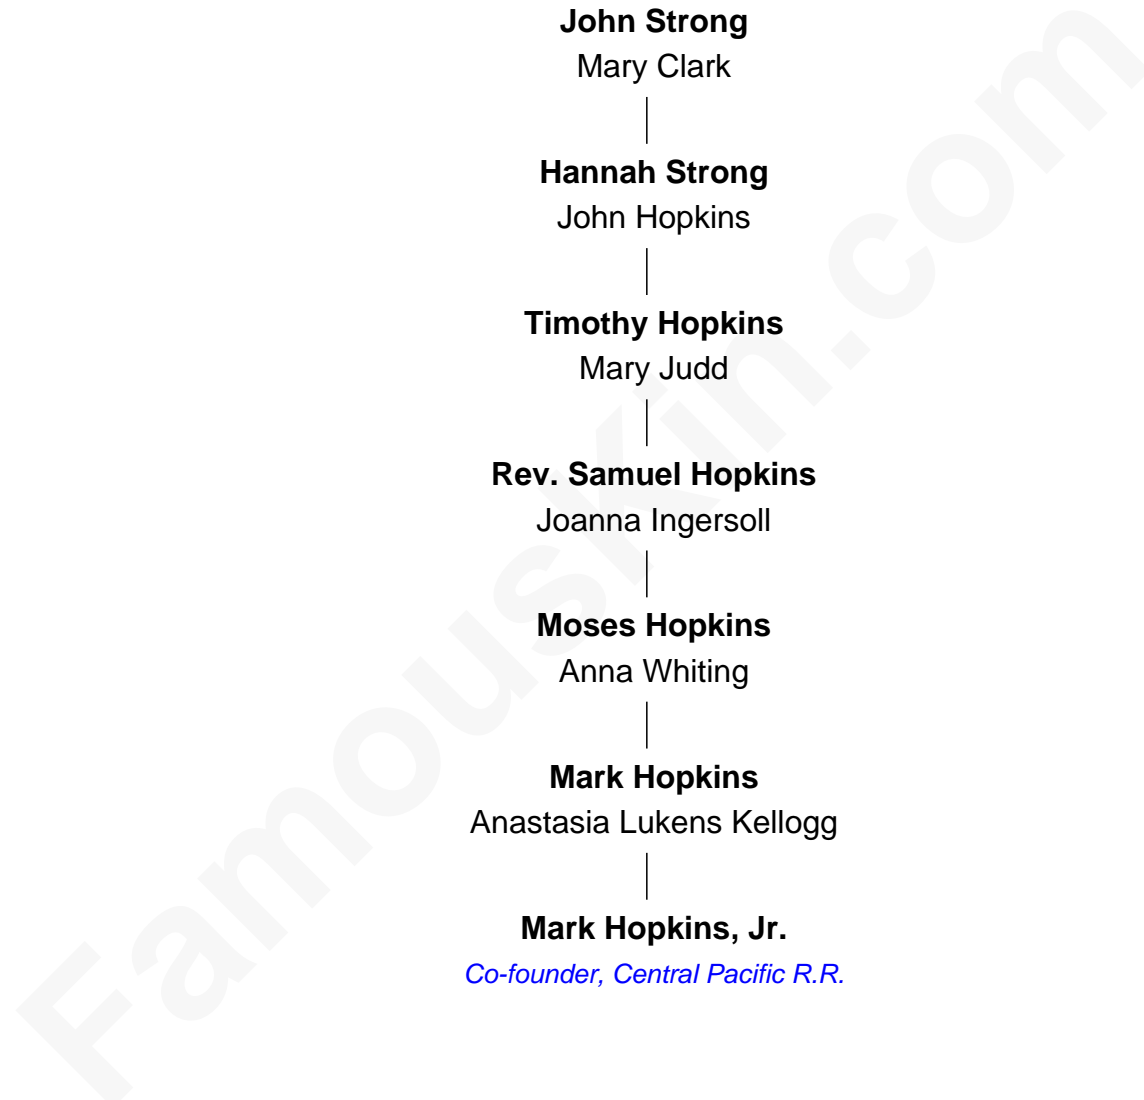 John Strong
Mary Clark
Hannah Strong
John Hopkins
Timothy Hopkins
Mary Judd
Rev. Samuel Hopkins
Joanna Ingersoll
Moses Hopkins
Anna Whiting
Mark Hopkins
Anastasia Lukens Kellogg
Mark Hopkins, Jr.
Co-founder, Central Pacific R.R.
FamousKin.com